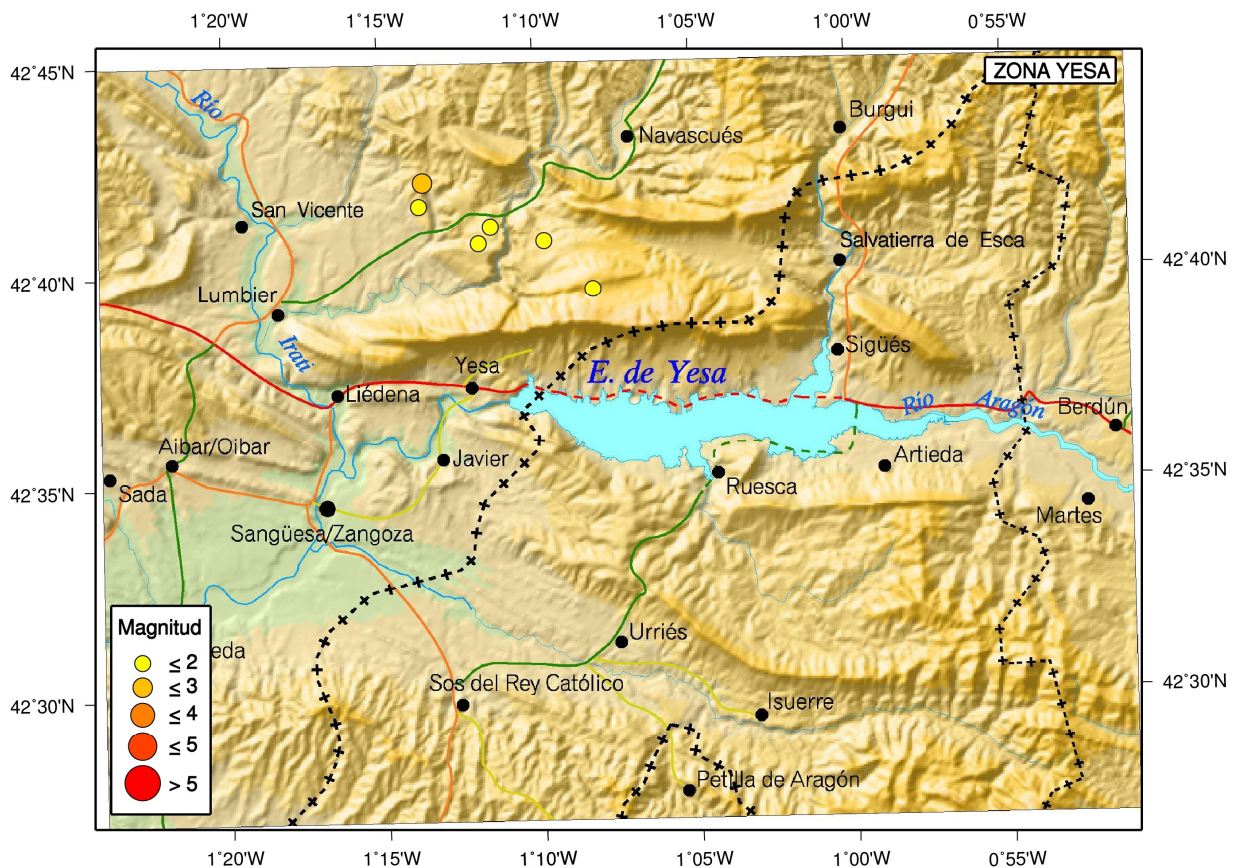 1°20'W 1°15'W 1°10'W 1°05'W 1°00'W 0°55'W
42°45'N
ZONA YESA
Río
Burgui
Navascués
San Vicente
Salvatierra de Esca
42°40'N
42°40'N
Lumbier
Irati
Sigüés
Yesa
E. de Yesa
Liédena
Río Aragón
Berdún
Aibar/Oibar
Javier
Artieda
42°35'N
Ruesca
42°35'N
Sada
Martes
Sangüesa/Zangoza
Magnitud
≤ 2
≤ 3
≤ 4
≤ 5
> 5
eda
Urriés
Sos del Rey Católico
42°30'N
Isuerre
42°30'N
Petilla de Aragón
1°20'W 1°15'W 1°10'W 1°05'W 1°00'W 0°55'W